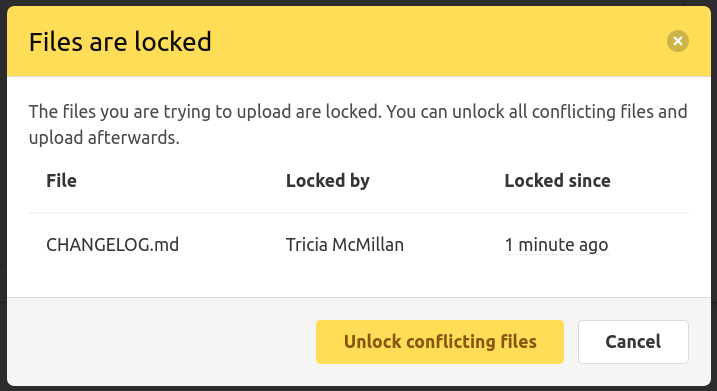 Files are locked
The files you are trying to upload are locked. You can unlock all conflicting files and
upload afterwards.
File Locked by Locked since
CHANGELOG.md Tricia McMillan 1 minute ago
Unlock conflicting files Cancel